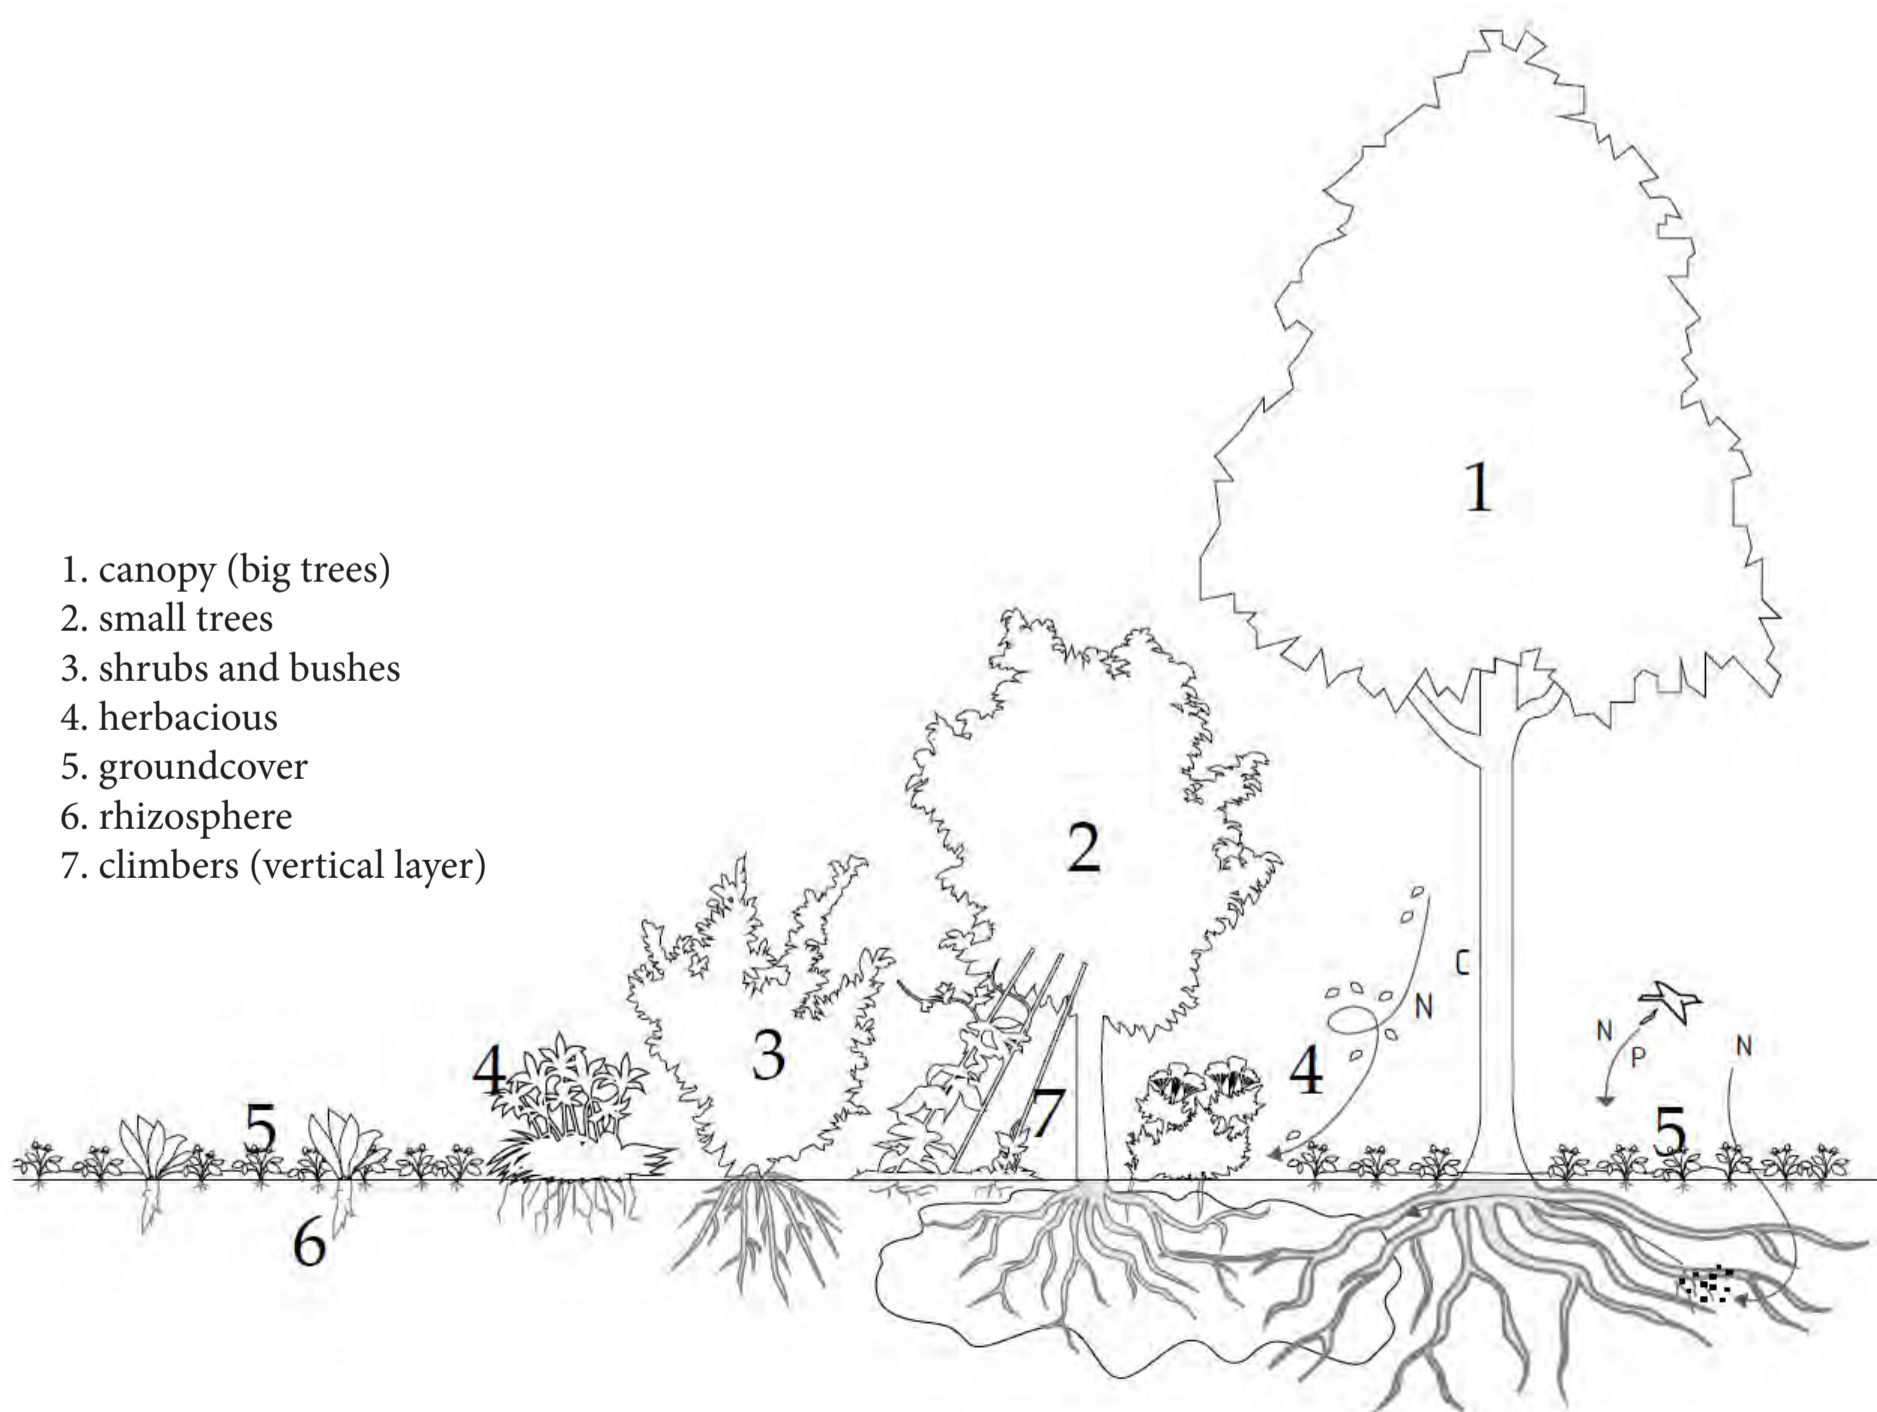 1. canopy (big trees)
2. small trees
3. shrubs and bushes
4. herbacious
5. groundcover
6. rhizosphere
7. climbers (vertical layer)
1
2
3
4
4
5
5
6
7
C
N
N
P
N